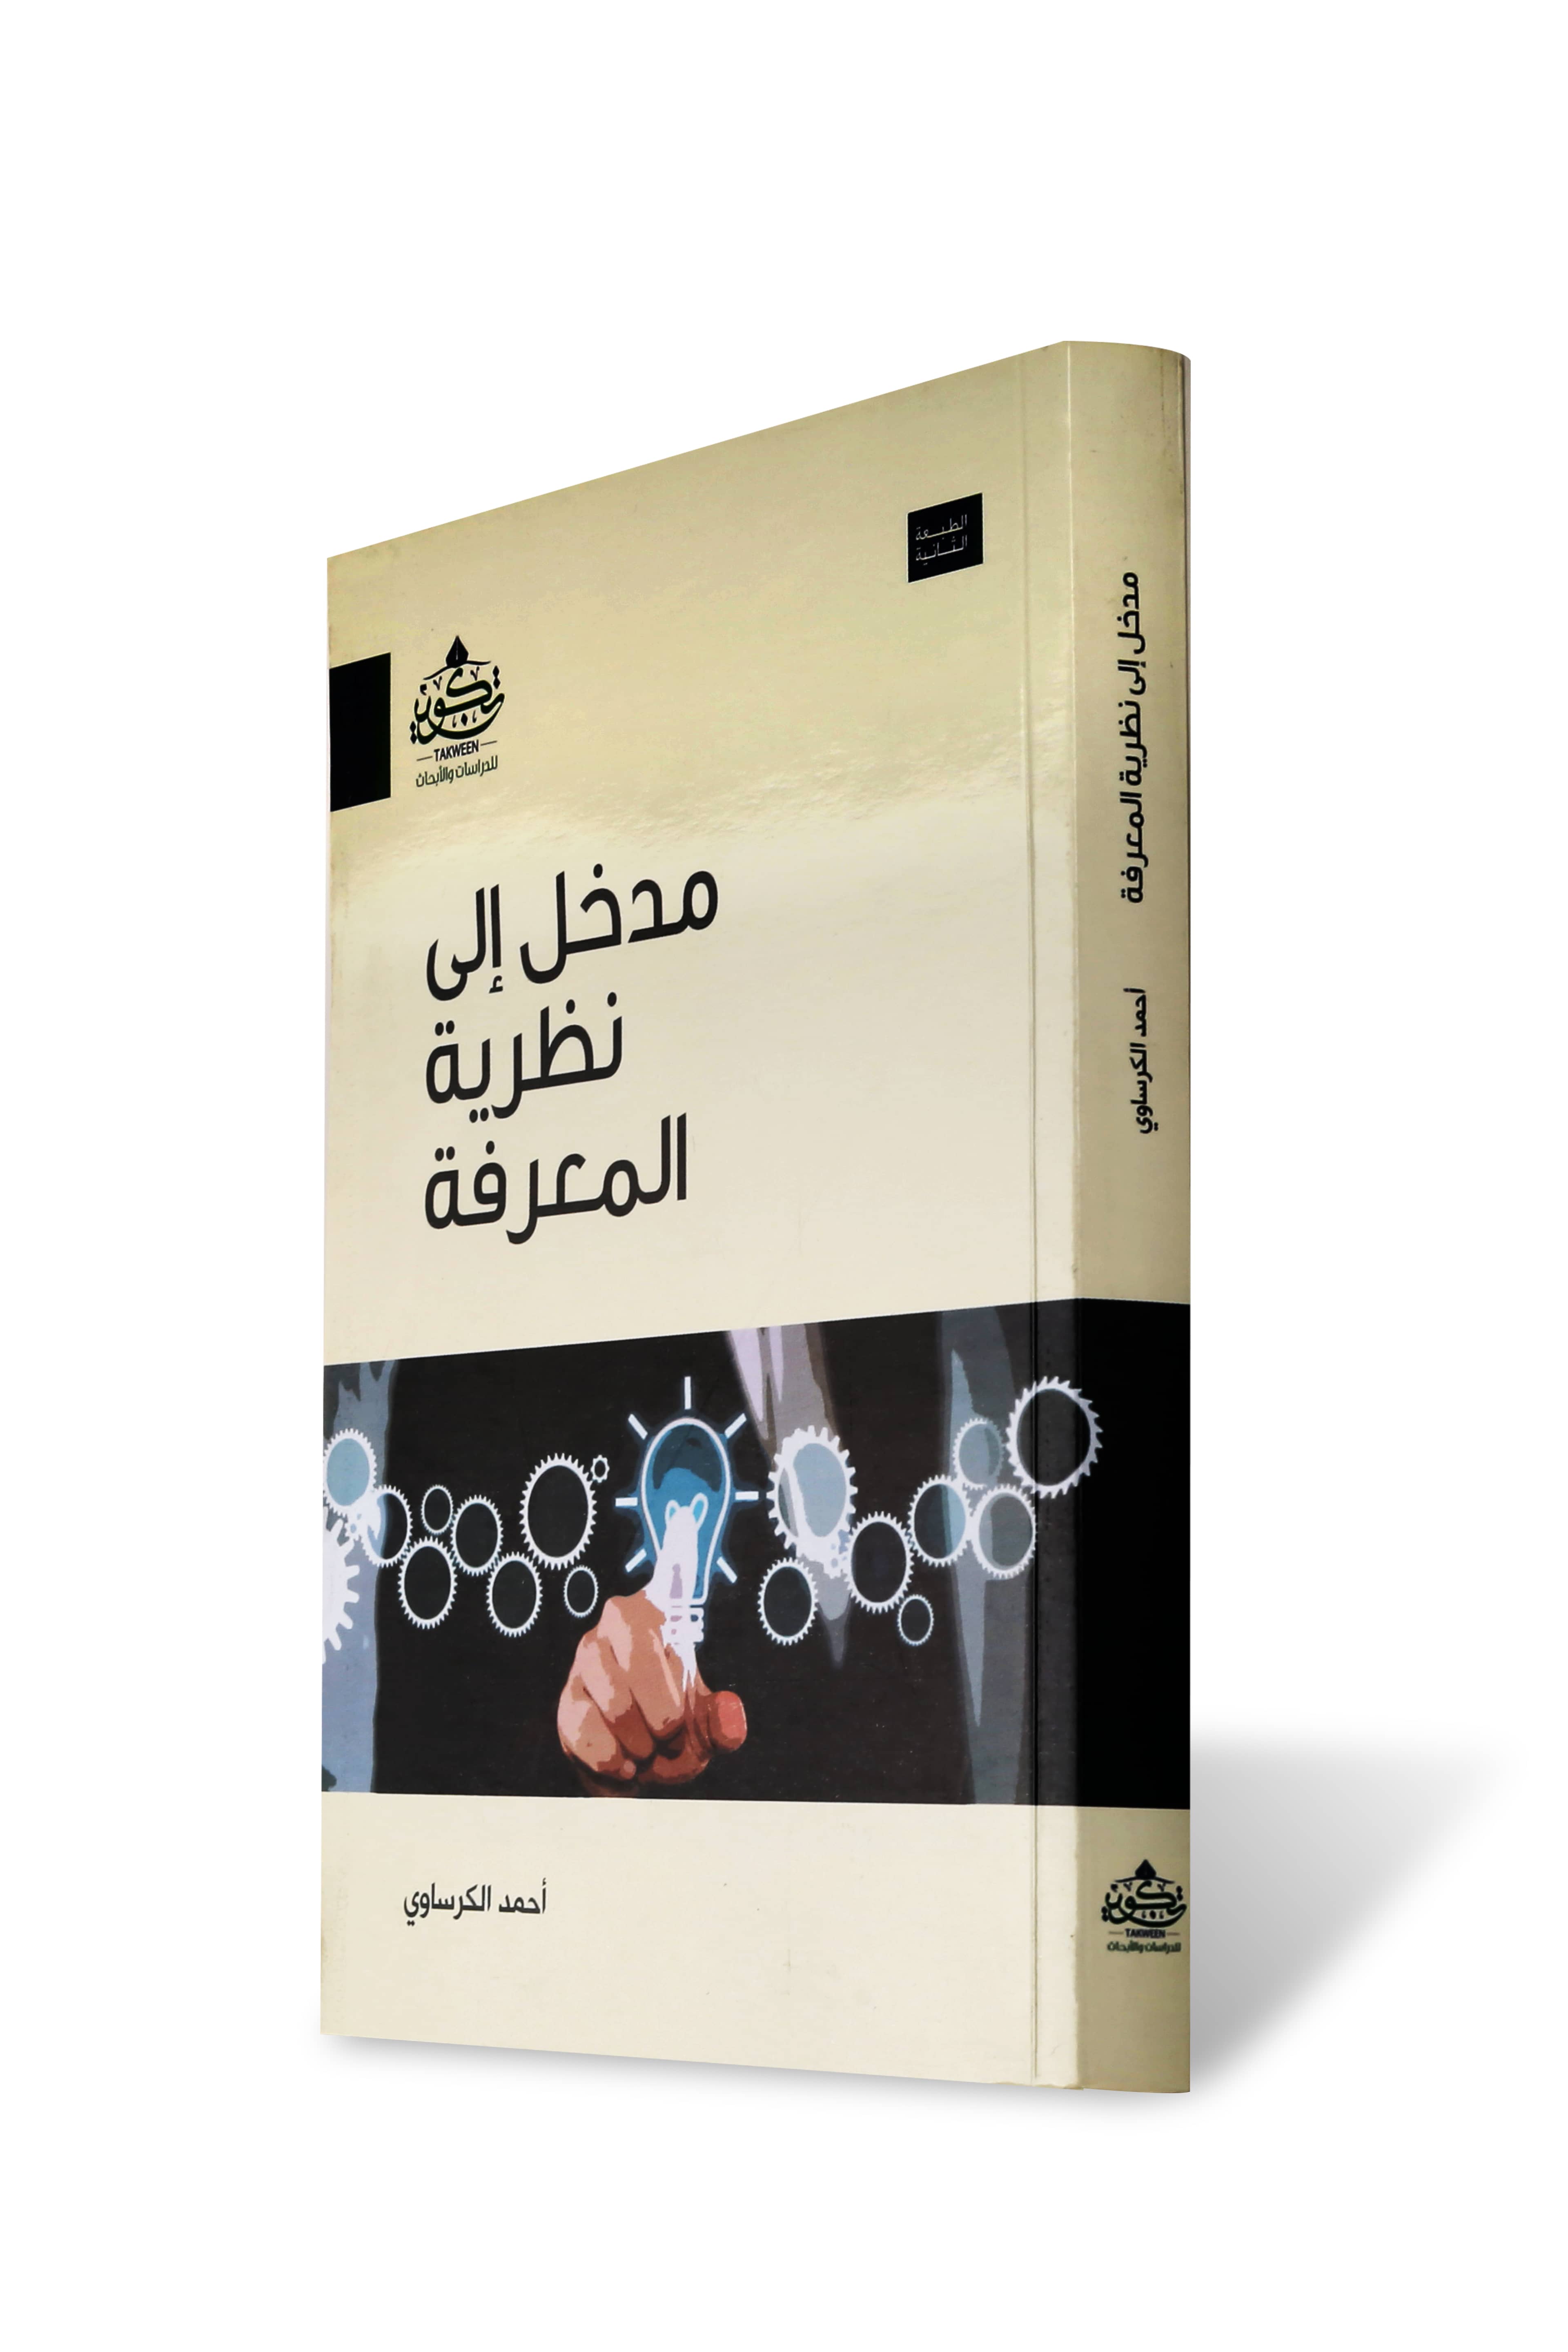 الطبعة
الثانية
تكوين
TAKWEEN
للدراسات والأبحاث
مدخل إلى
نظرية
المعرفة
أحمد الكرساوي
مدخل إلى نظرية المعرفة
أحمد الكرساوي
تكوين
TAKWEEN
للدراسات والأبحاث